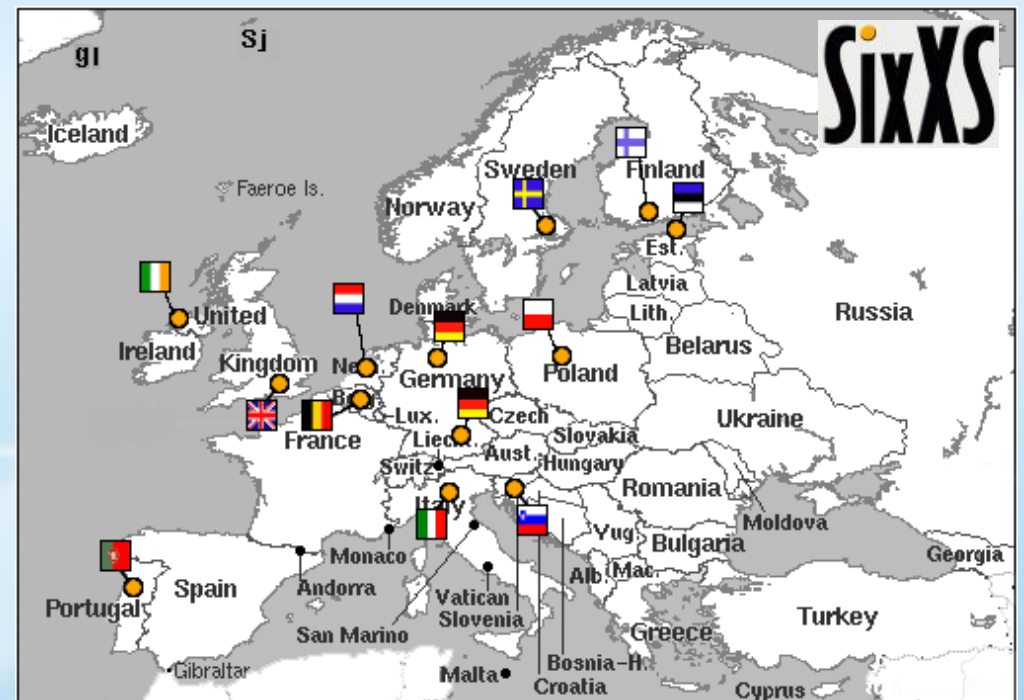 gl
Sj
SixXS
Iceland
Faeroe Is.
Sweden
Finland
Norway
Est.
Latvia
Lith.
Russia
Denmark
United
Kingdom
Ireland
Belarus
Germany
Poland
Lux.
Czech
Ukraine
France
Slovakia
Switz
Aust.
Hungary
Romania
Italy
Moldova
Yug
Bulgaria
Georgia
Monaco
Andorra
Alb
Mac.
Portugal
Spain
Vatican
Slovenia
San Marino
Greece
Turkey
Gibraltar
Malta
Bosnia-H.
Croatia
Cyprus